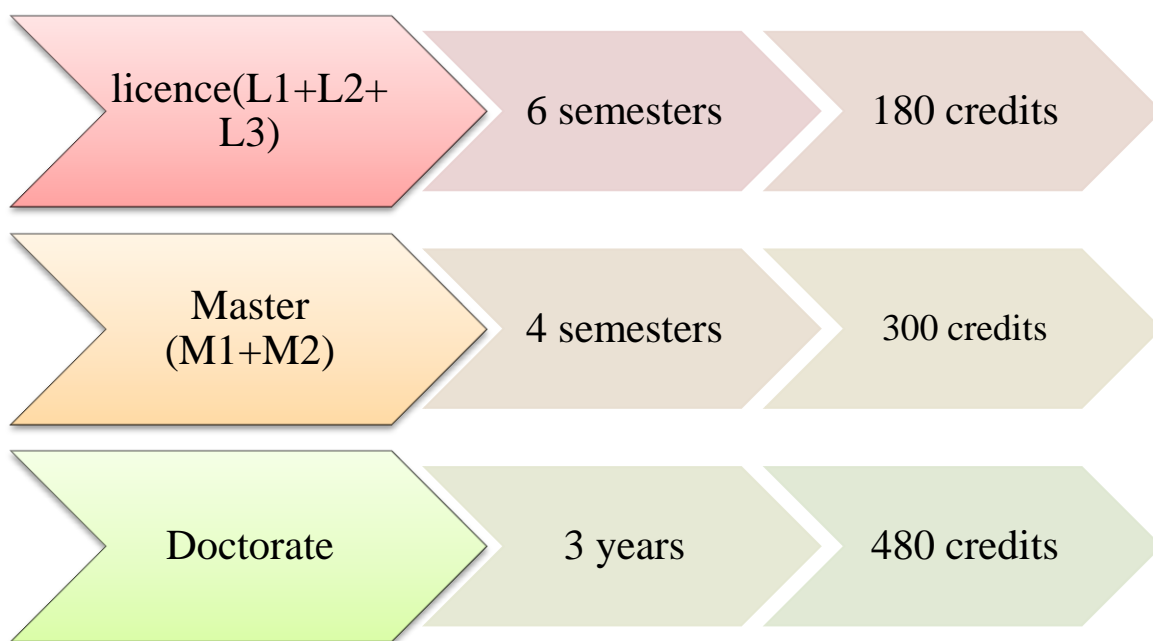 licence(L1+L2+
L3)
6 semesters
180 credits
Master
(M1+M2)
4 semesters
300 credits
Doctorate
3 years
480 credits